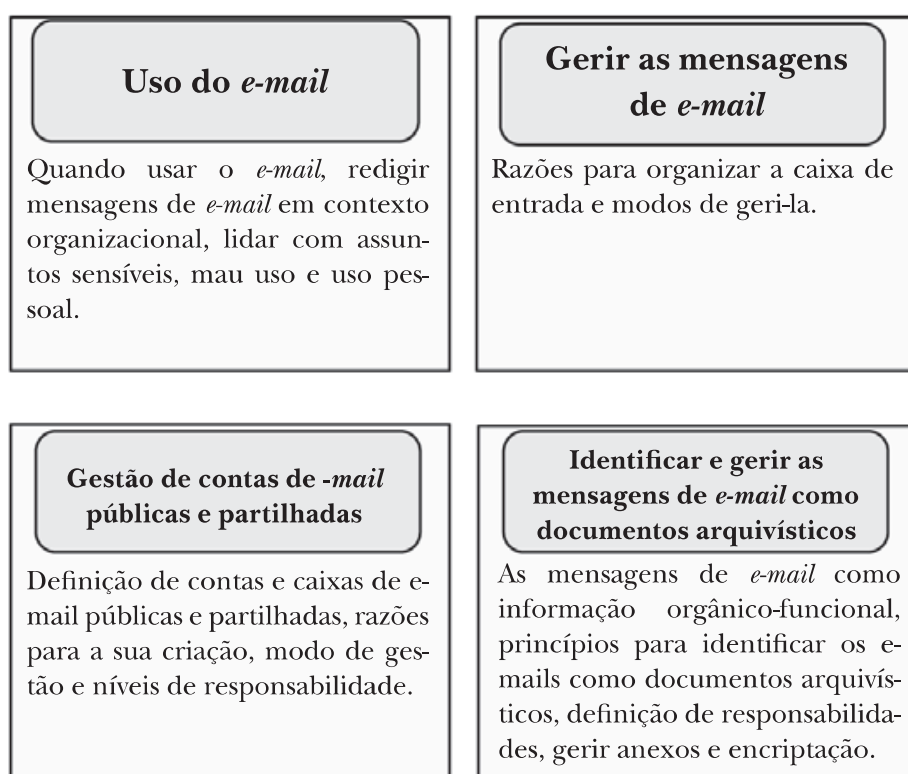 Uso do e-mail
Quando usar o e-mail, redigir
mensagens de e-mail em contexto
organizacional, lidar com assun-
tos sensíveis, mau uso e uso pes-
soal.
Gerir as mensagens
de e-mail
Razões para organizar a caixa de
entrada e modos de geri-la.
Gestão de contas de -mail
públicas e partilhadas
Definição de contas e caixas de e-
mail públicas e partilhadas, razões
para a sua criação, modo de ges-
tão e níveis de responsabilidade.
Identificar e gerir as
mensagens de e-mail como
documentos arquivísticos
As mensagens de e-mail como
informação orgânico-funcional,
princípios para identificar os e-
mails como documentos arquivís-
ticos, definição de responsabilida-
des, gerir anexos e encriptação.